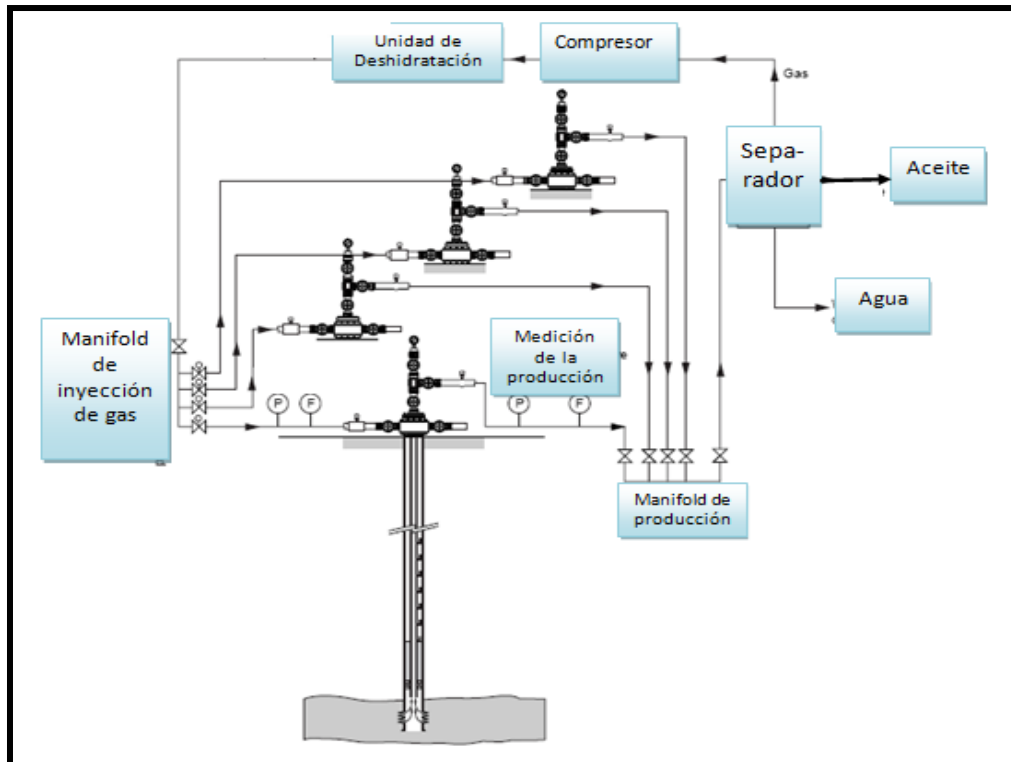 Unidad de
Deshidratación
Compresor
Gas
Sepa-
rador
Aceite
Agua
Manifold
de
inyección
de gas
Medición
de la
producción
P
F
P
F
Manifold de
producción